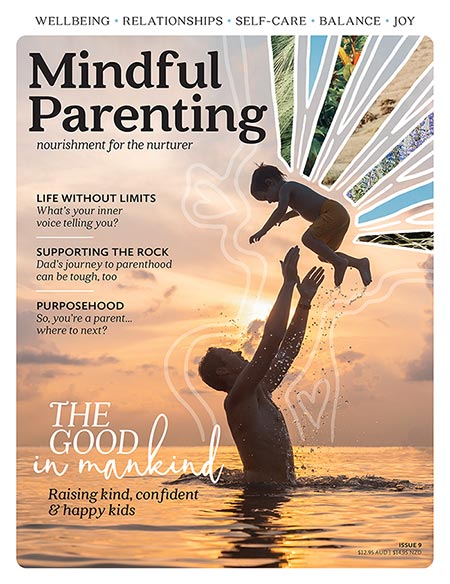 WELLBEING • RELATIONSHIPS • SELF-CARE • BALANCE • JOY
Mindful
Parenting
nourishment for the nurturer
LIFE WITHOUT LIMITS
What's your inner
voice telling you?
SUPPORTING THE ROCK
Dad's journey to parenthood
can be tough, too
PURPOSEHOOD
So, you're a parent...
where to next?
THE
GOOD
in mankind
Raising kind, confident
& happy kids
ISSUE 9
$12.95 AUD | $14.95 NZD